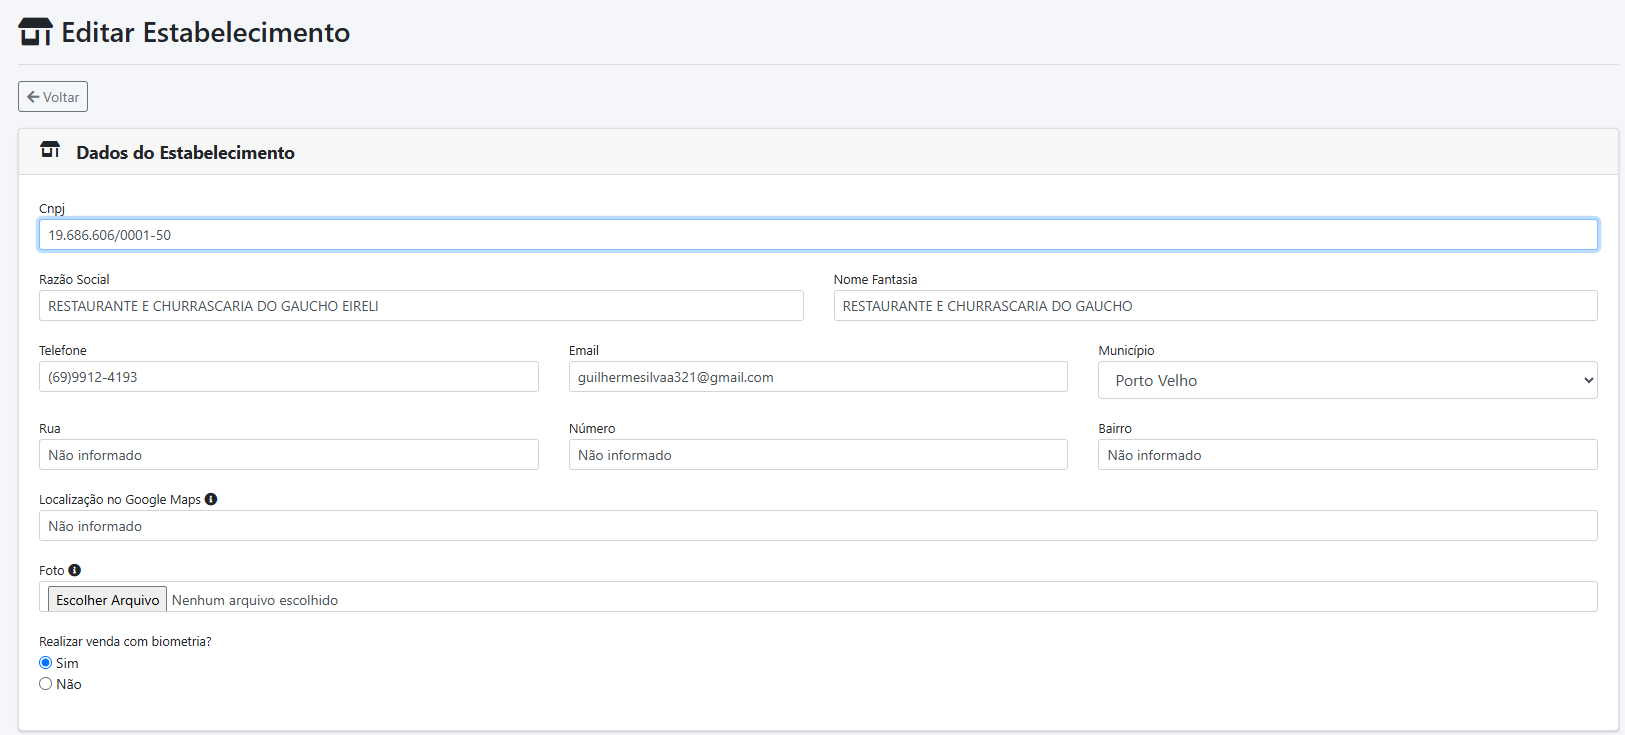 Editar Estabelecimento
Voltar
Dados do Estabelecimento
Cnpj
19.686.606/0001-50
Razão Social
Nome Fantasia
RESTAURANTE E CHURRASCARIA DO GAUCHO EIRELI
RESTAURANTE E CHURRASCARIA DO GAUCHO
Telefone
Email
Município
(69)9912-4193
guilhermesilvaa321@gmail.com
Porto Velho
Rua
Número
Bairro
Não informado
Não informado
Não informado
Localização no Google Maps
Não informado
Foto
Escolher Arquivo Nenhum arquivo escolhido
Realizar venda com biometria?
Sim
Não